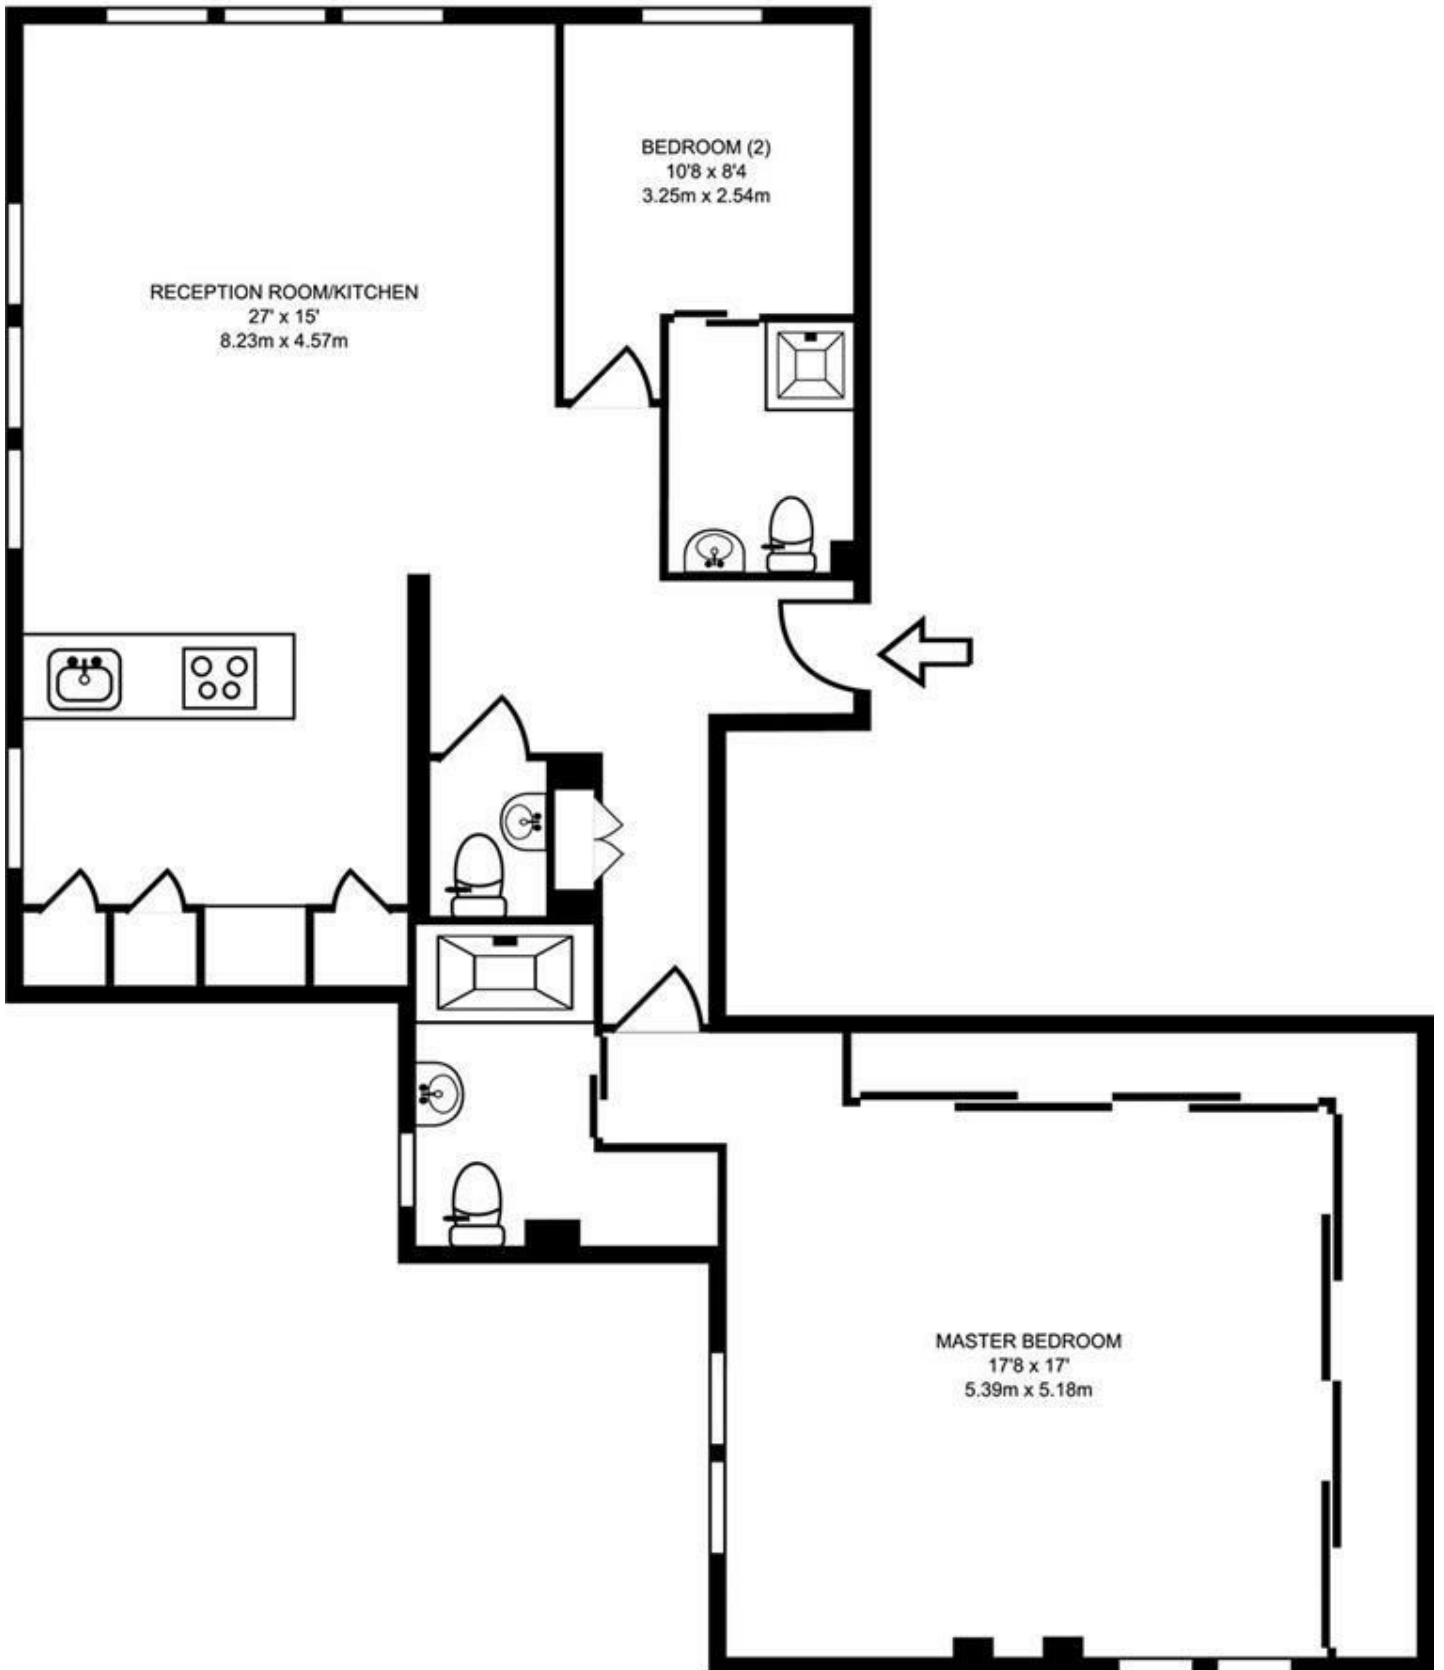 BEDROOM (2)
10'8 x 8'4
3.25m x 2.54m
RECEPTION ROOM/KITCHEN
27' x 15'
8.23m x 4.57m
MASTER BEDROOM
17'8 x 17'
5.39m x 5.18m